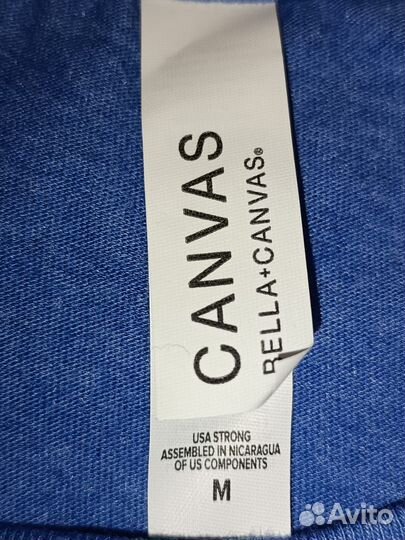 CANVAS
BELLA+CANVAS®
USA STRONG
ASSEMBLED IN NICARAGUA
OF US COMPONENTS
M
Avito